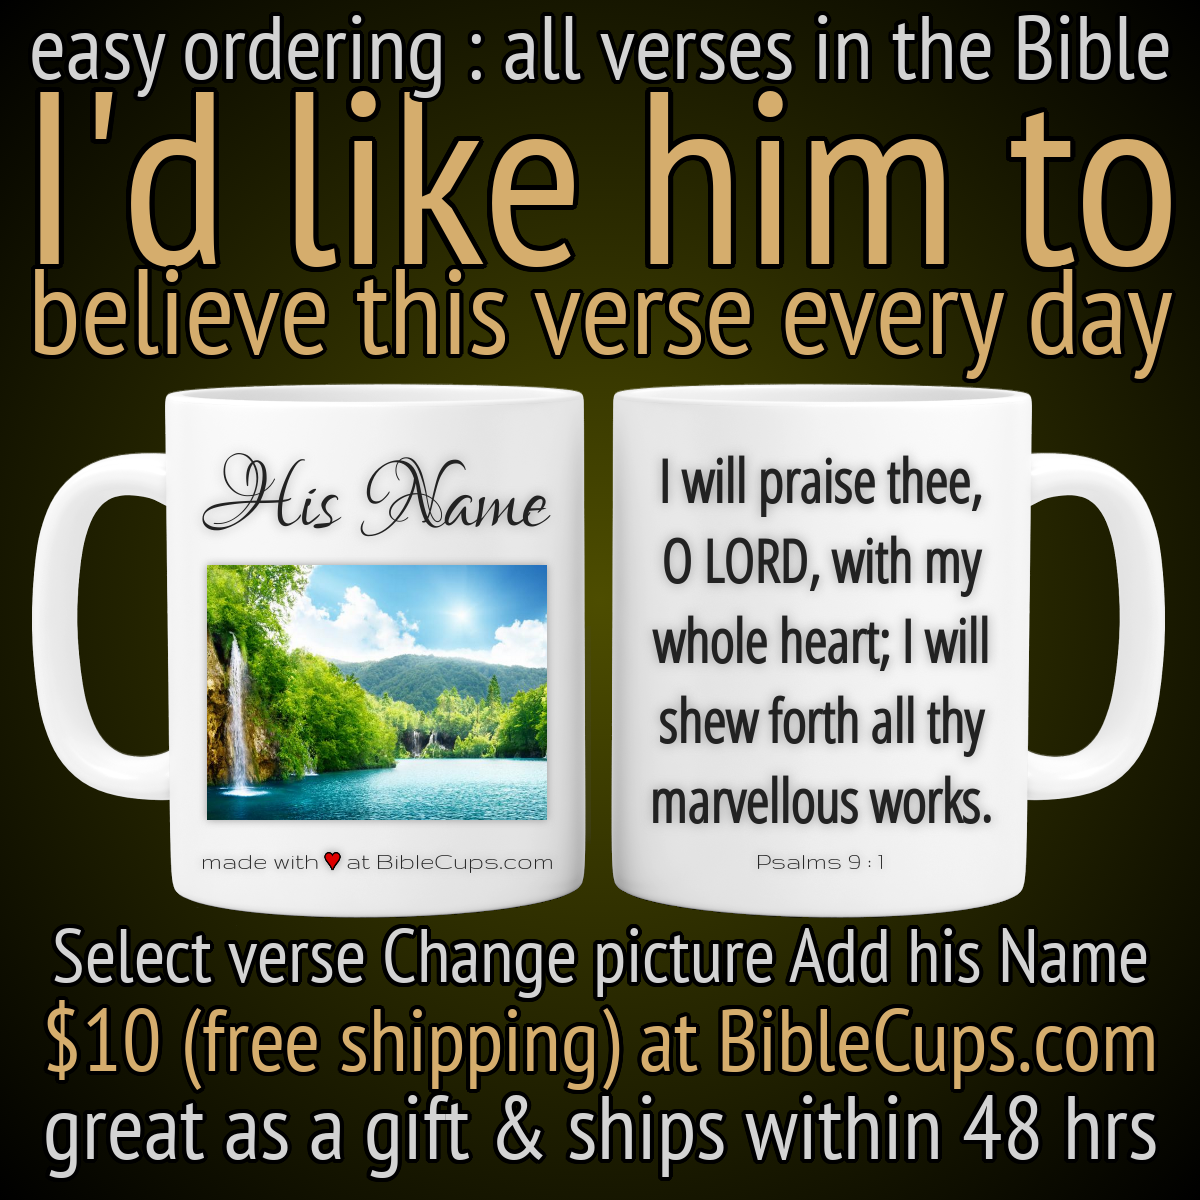 easy ordering : all verses in the Bible
I'd like him to
believe this verse every day
His Name
made with ❤ at BibleCups.com
I will praise thee,
O LORD, with my
whole heart; I will
shew forth all thy
marvellous works.
Psalms 9 : 1
Select verse Change picture Add his Name
$10 (free shipping) at BibleCups.com
great as a gift & ships within 48 hrs